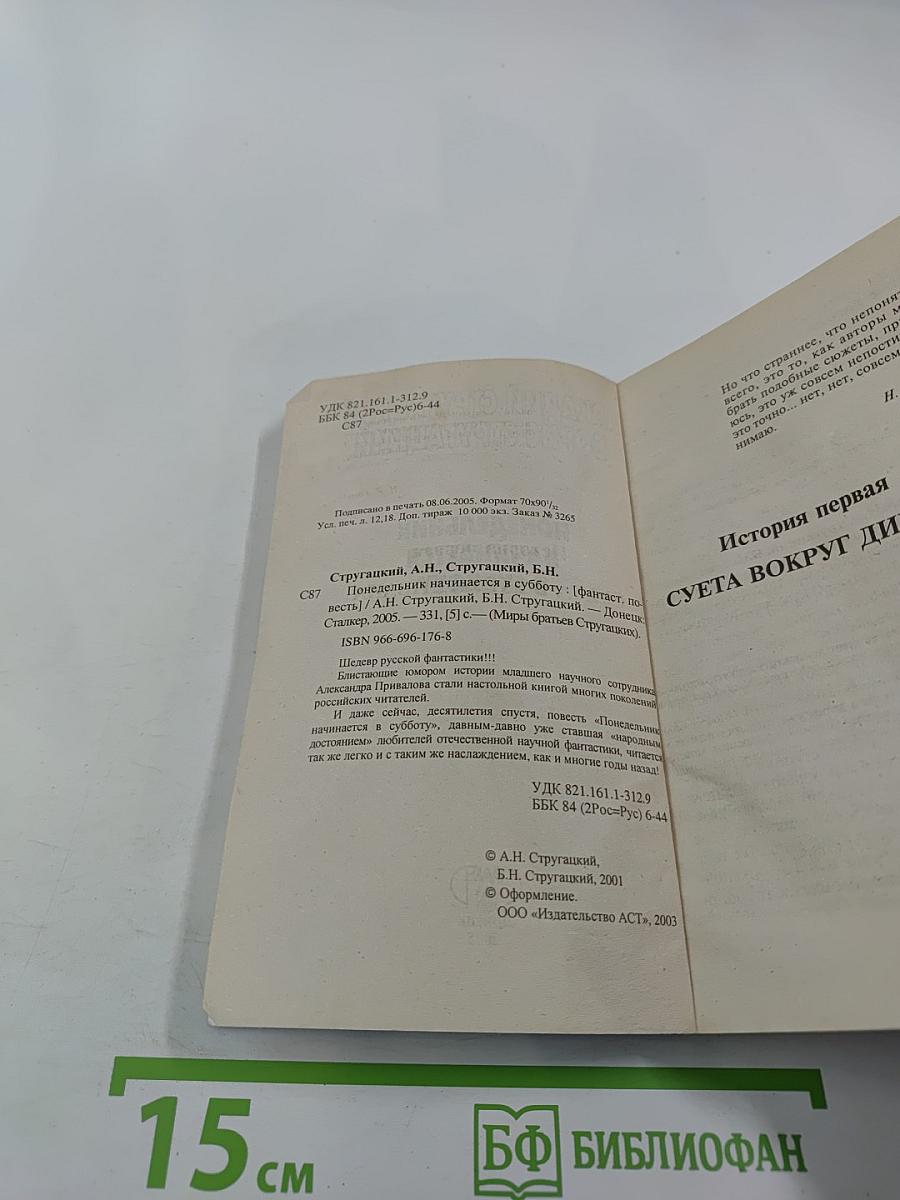 УДК 821.161.1-312.9
ББК 84 (2Рос=Рус)6-44
С87
Подписано в печать 08.06.2005. Формат 70x90¹/₃₂
Усл. печ. л. 12,18. Доп. тираж 10 000 экз. Заказ № 3265
Стругацкий, А.Н., Стругацкий, Б.Н.
С87 Понедельник начинается в субботу : [фантаст. по-
весть] / А.Н. Стругацкий, Б.Н. Стругацкий. — Донецк:
Сталкер, 2005. — 331, [5] с.— (Миры братьев Стругацких).
ISBN 966-696-176-8
Шедевр русской фантастики!!!
Блистающие юмором истории младшего научного сотрудника
Александра Привалова стали настольной книгой многих поколений
российских читателей.
И даже сейчас, десятилетия спустя, повесть «Понедельник
начинается в субботу», давным-давно уже ставшая «народным
достоянием» любителей отечественной научной фантастики, читается
так же легко и с таким же наслаждением, как и многие годы назад!
УДК 821.161.1-312.9
ББК 84 (2Рос=Рус) 6-44
© А.Н. Стругацкий,
Б.Н. Стругацкий, 2001
© Оформление.
ООО «Издательство АСТ», 2003
Но что страннее, что непонят
всего, это то, как авторы м
брать подобные сюжеты, пр
юсь, это уж совсем непости
это точно... нет, нет, совсем
нимаю.
Н.
История первая
СУЕТА ВОКРУГ ДИ
15 см
БФ БИБЛИОФАН